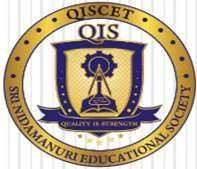 QISCET
QIS
QUALITY IS STRENGTH
SRI NIDAMANURI EDUCATIONAL SOCIETY